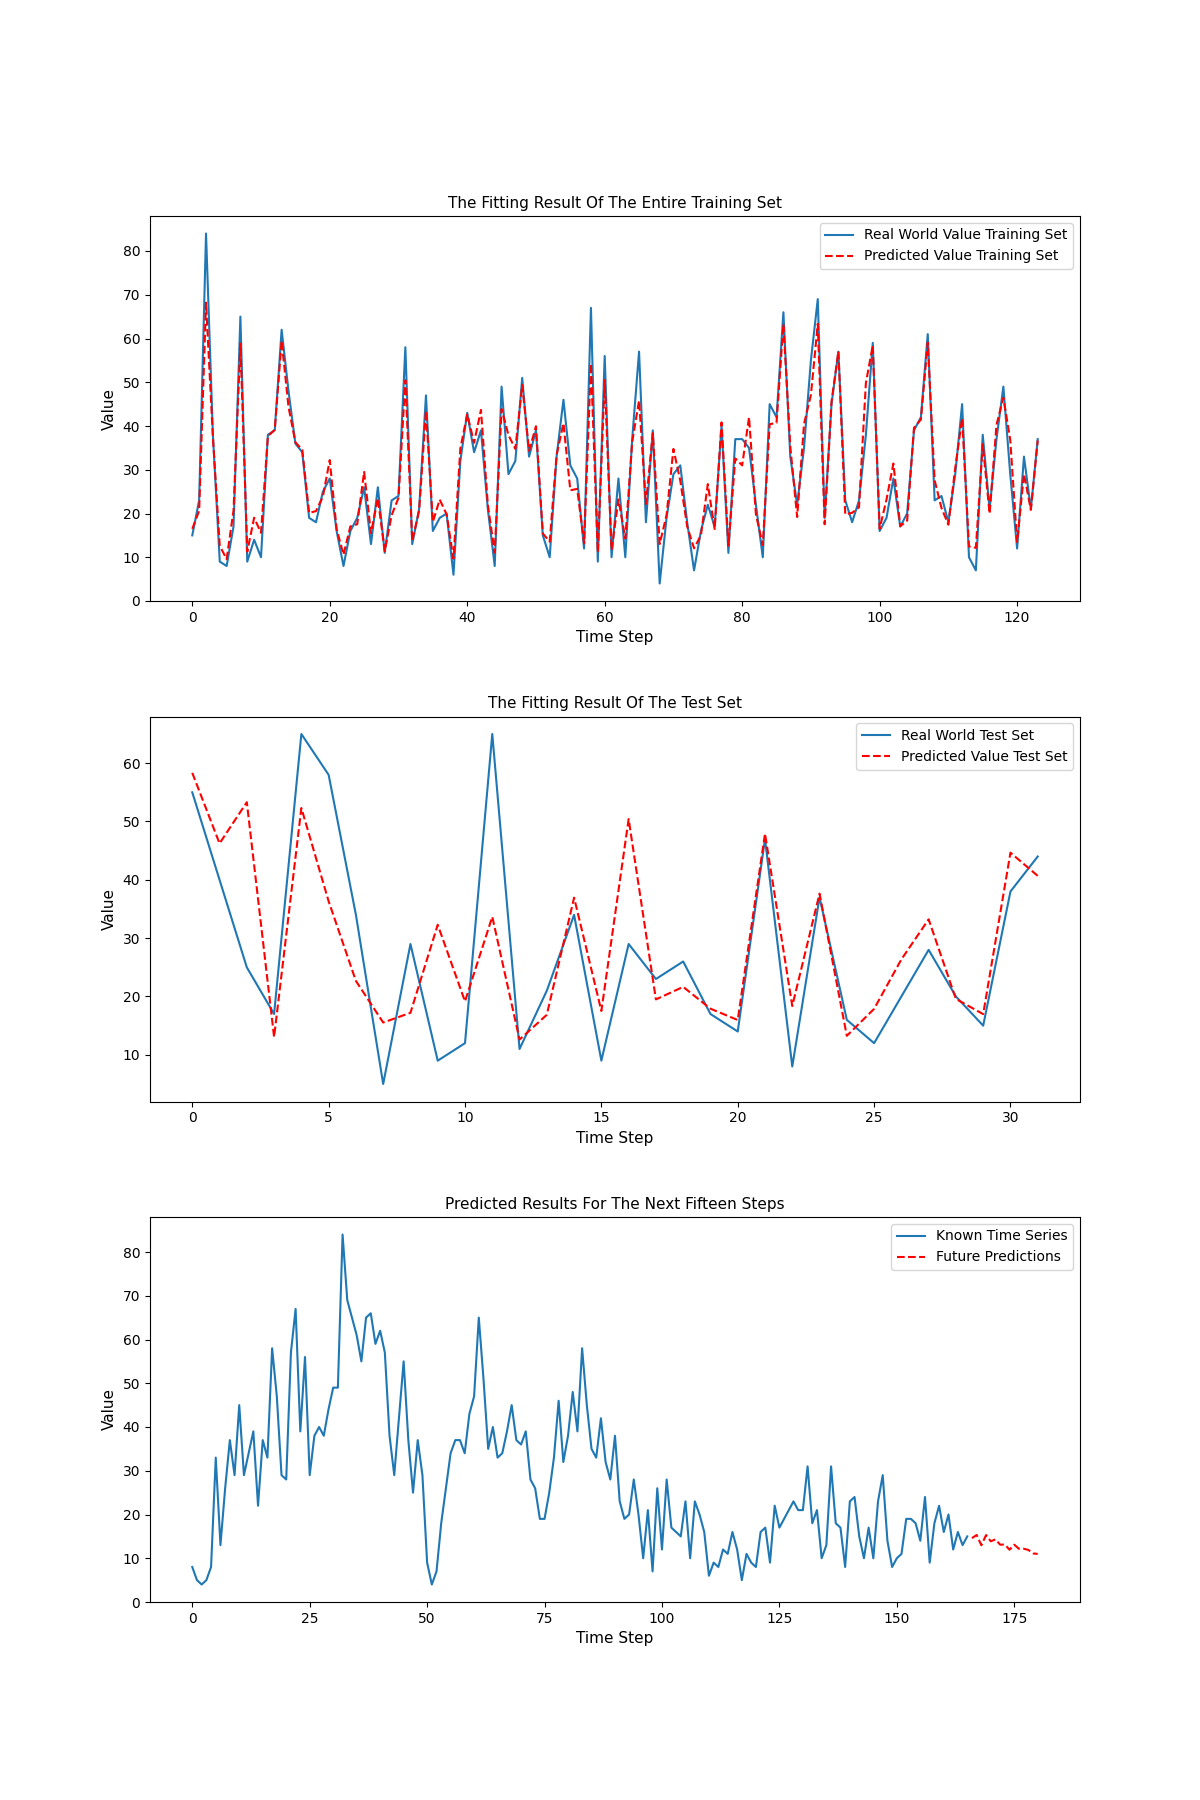 The Fitting Result Of The Entire Training Set
Real World Value Training Set
Predicted Value Training Set
Value
80
70
60
50
40
30
20
10
0
0 20 40 60 80 100 120
Time Step
The Fitting Result Of The Test Set
Real World Test Set
Predicted Value Test Set
Value
60
50
40
30
20
10
0 5 10 15 20 25 30
Time Step
Predicted Results For The Next Fifteen Steps
Known Time Series
Future Predictions
Value
80
70
60
50
40
30
20
10
0
0 25 50 75 100 125 150 175
Time Step